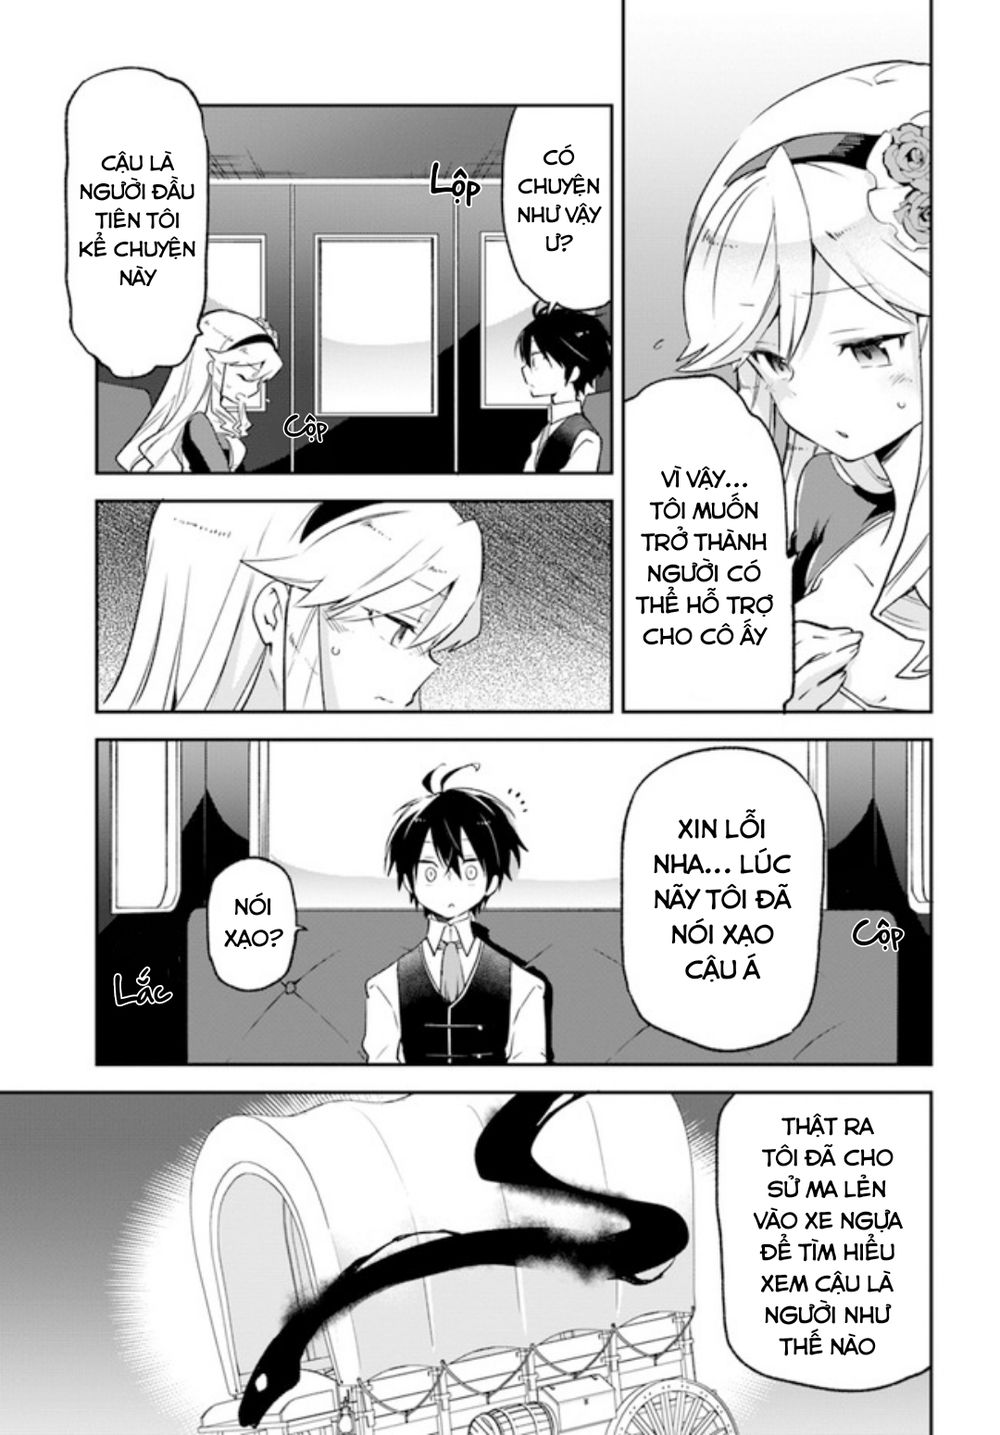 VÌ VẬY...
TÔI MUỐN
TRỞ THÀNH
NGƯỜI CÓ
THỂ HỖ TRỢ
CHO CÔ ẤY
CÓ
CHUYỆN
NHƯ VẬY
Ư?
Lộp
CẬU LÀ
NGƯỜI ĐẦU
TIÊN TÔI
KỂ CHUYỆN
NÀY
Cộp
XIN LỖI
NHA... LÚC
NÃY TÔI ĐÃ
NÓI XẠO
CẬU Á
Cộp
NÓI
XẠO?
Lắc
THẬT RA
TÔI ĐÃ CHO
SỬ MA LẺN
VÀO XE NGỰA
ĐỂ TÌM HIỂU
XEM CẬU LÀ
NGƯỜI NHƯ
THẾ NÀO